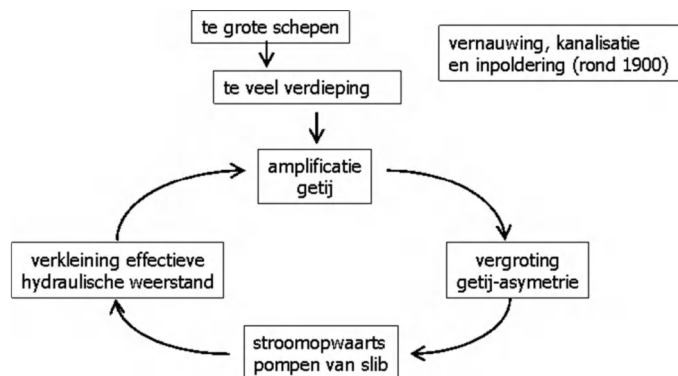 te grote schepen
vernauwing, kanalisatie
en inpoldering (rond 1900)
te veel verdieping
amplificatie
getij
verkleining effectieve
hydraulische weerstand
vergroting
getij-asymetrie
stroomopwaarts
pompen van slib